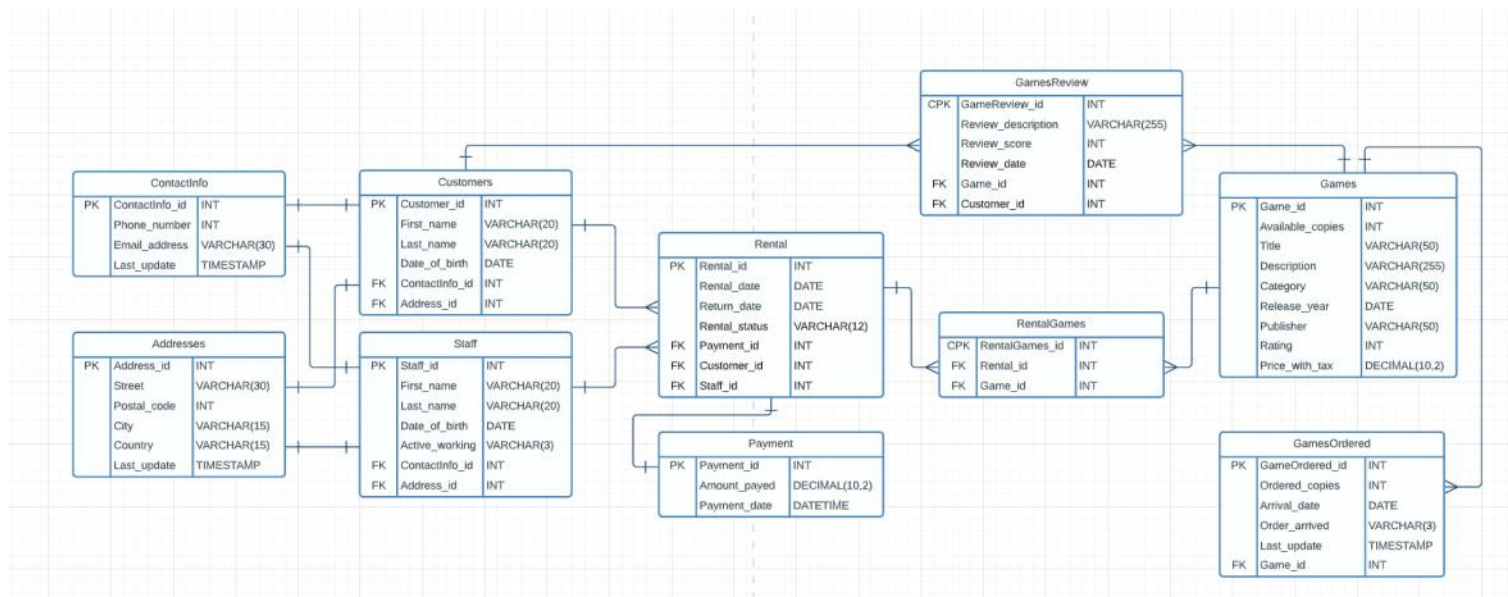 GamesReview
CPK GameReview_id INT
Review_description VARCHAR(255)
Review_score INT
Review_date DATE
FK Game_id INT
FK Customer_id INT
ContactInfo
PK ContactInfo_id INT
Phone_number INT
Email_address VARCHAR(30)
Last_update TIMESTAMP
Customers
PK Customer_id INT
First_name VARCHAR(20)
Last_name VARCHAR(20)
Date_of_birth DATE
FK ContactInfo_id INT
FK Address_id INT
Games
PK Game_id INT
Available_copies INT
Title VARCHAR(50)
Description VARCHAR(255)
Category VARCHAR(50)
Release_year DATE
Publisher VARCHAR(50)
Rating INT
Price_with_tax DECIMAL(10,2)
Rental
PK Rental_id INT
Rental_date DATE
Return_date DATE
Rental_status VARCHAR(12)
FK Payment_id INT
FK Customer_id INT
FK Staff_id INT
RentalGames
CPK RentalGames_id INT
FK Rental_id INT
FK Game_id INT
Addresses
PK Address_id INT
Street VARCHAR(30)
Postal_code INT
City VARCHAR(15)
Country VARCHAR(15)
Last_update TIMESTAMP
Staff
PK Staff_id INT
First_name VARCHAR(20)
Last_name VARCHAR(20)
Date_of_birth DATE
Active_working VARCHAR(3)
FK ContactInfo_id INT
FK Address_id INT
Payment
PK Payment_id INT
Amount_payed DECIMAL(10,2)
Payment_date DATETIME
GamesOrdered
PK GameOrdered_id INT
Ordered_copies INT
Arrival_date DATE
Order_arrived VARCHAR(3)
Last_update TIMESTAMP
FK Game_id INT